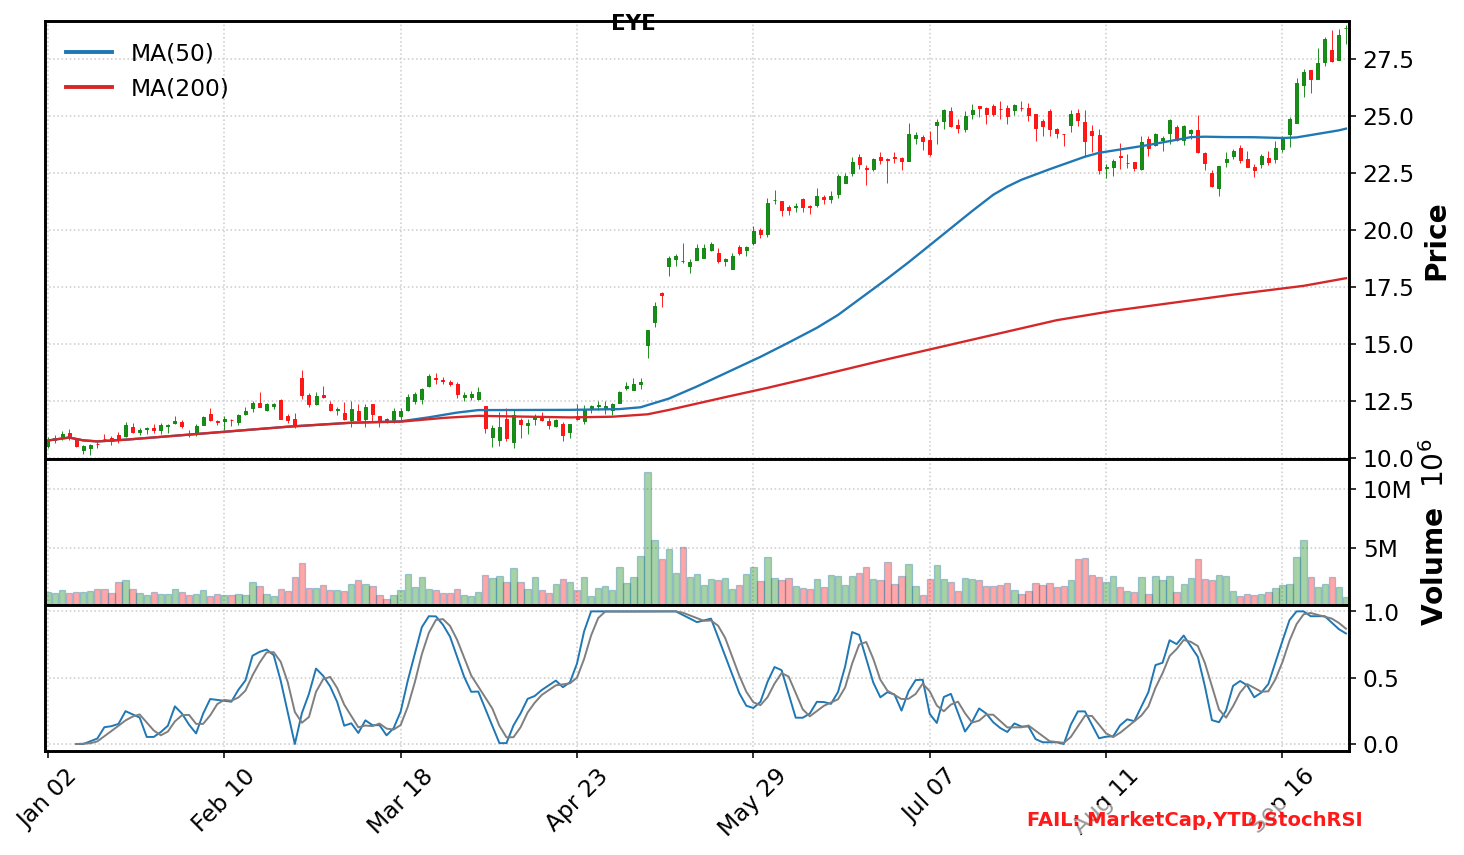 EYE
MA(50)
MA(200)
27.5
25.0
22.5
20.0
17.5
15.0
12.5
10.0
Price
10M
5M
Volume 10⁶
1.0
0.5
0.0
Jan 02
Feb 10
Mar 18
Apr 23
May 29
Jul 07
Aug 11
Sep 16
FAIL: MarketCap,YTD,StochRSI